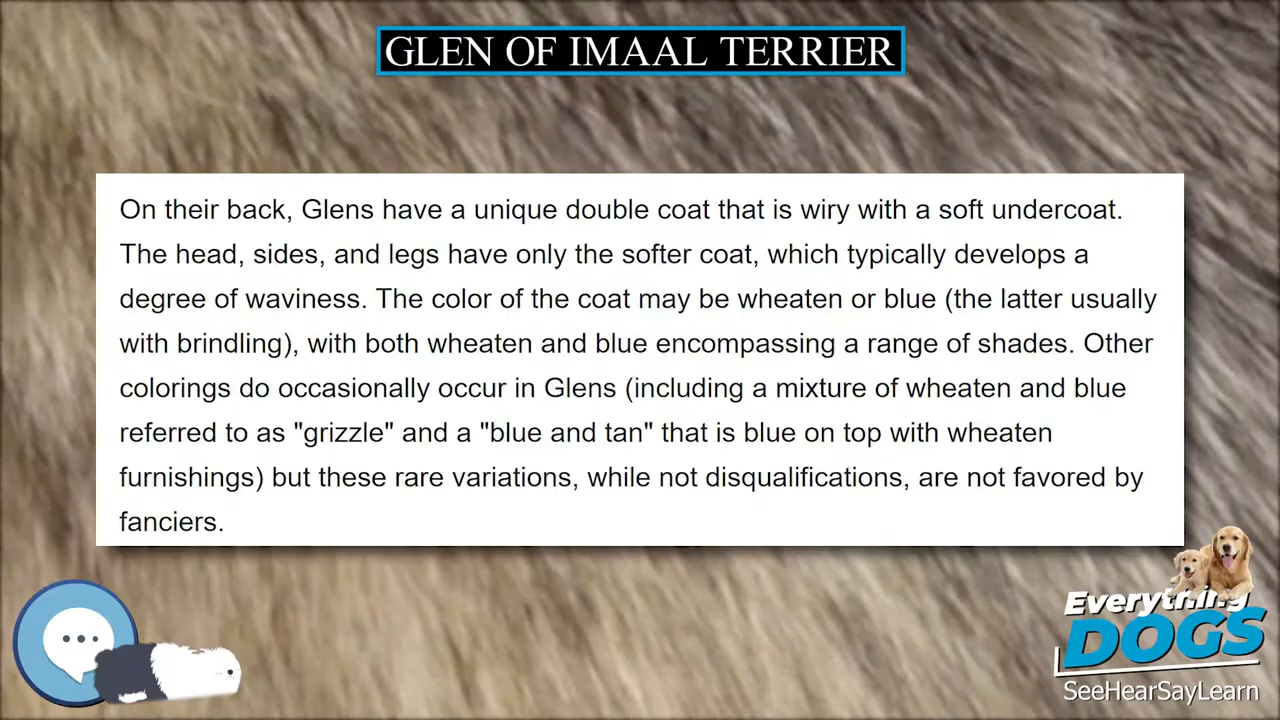 GLEN OF IMAAL TERRIER
On their back, Glens have a unique double coat that is wiry with a soft undercoat.
The head, sides, and legs have only the softer coat, which typically develops a
degree of waviness. The color of the coat may be wheaten or blue (the latter usually
with brindling), with both wheaten and blue encompassing a range of shades. Other
colorings do occasionally occur in Glens (including a mixture of wheaten and blue
referred to as "grizzle" and a "blue and tan" that is blue on top with wheaten
furnishings) but these rare variations, while not disqualifications, are not favored by
fanciers.
Everything
DOGS
SeeHearSayLearn